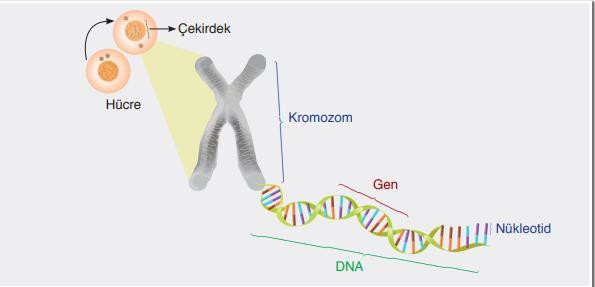 Çekirdek
Hücre
Kromozom
Gen
Nükleotid
DNA